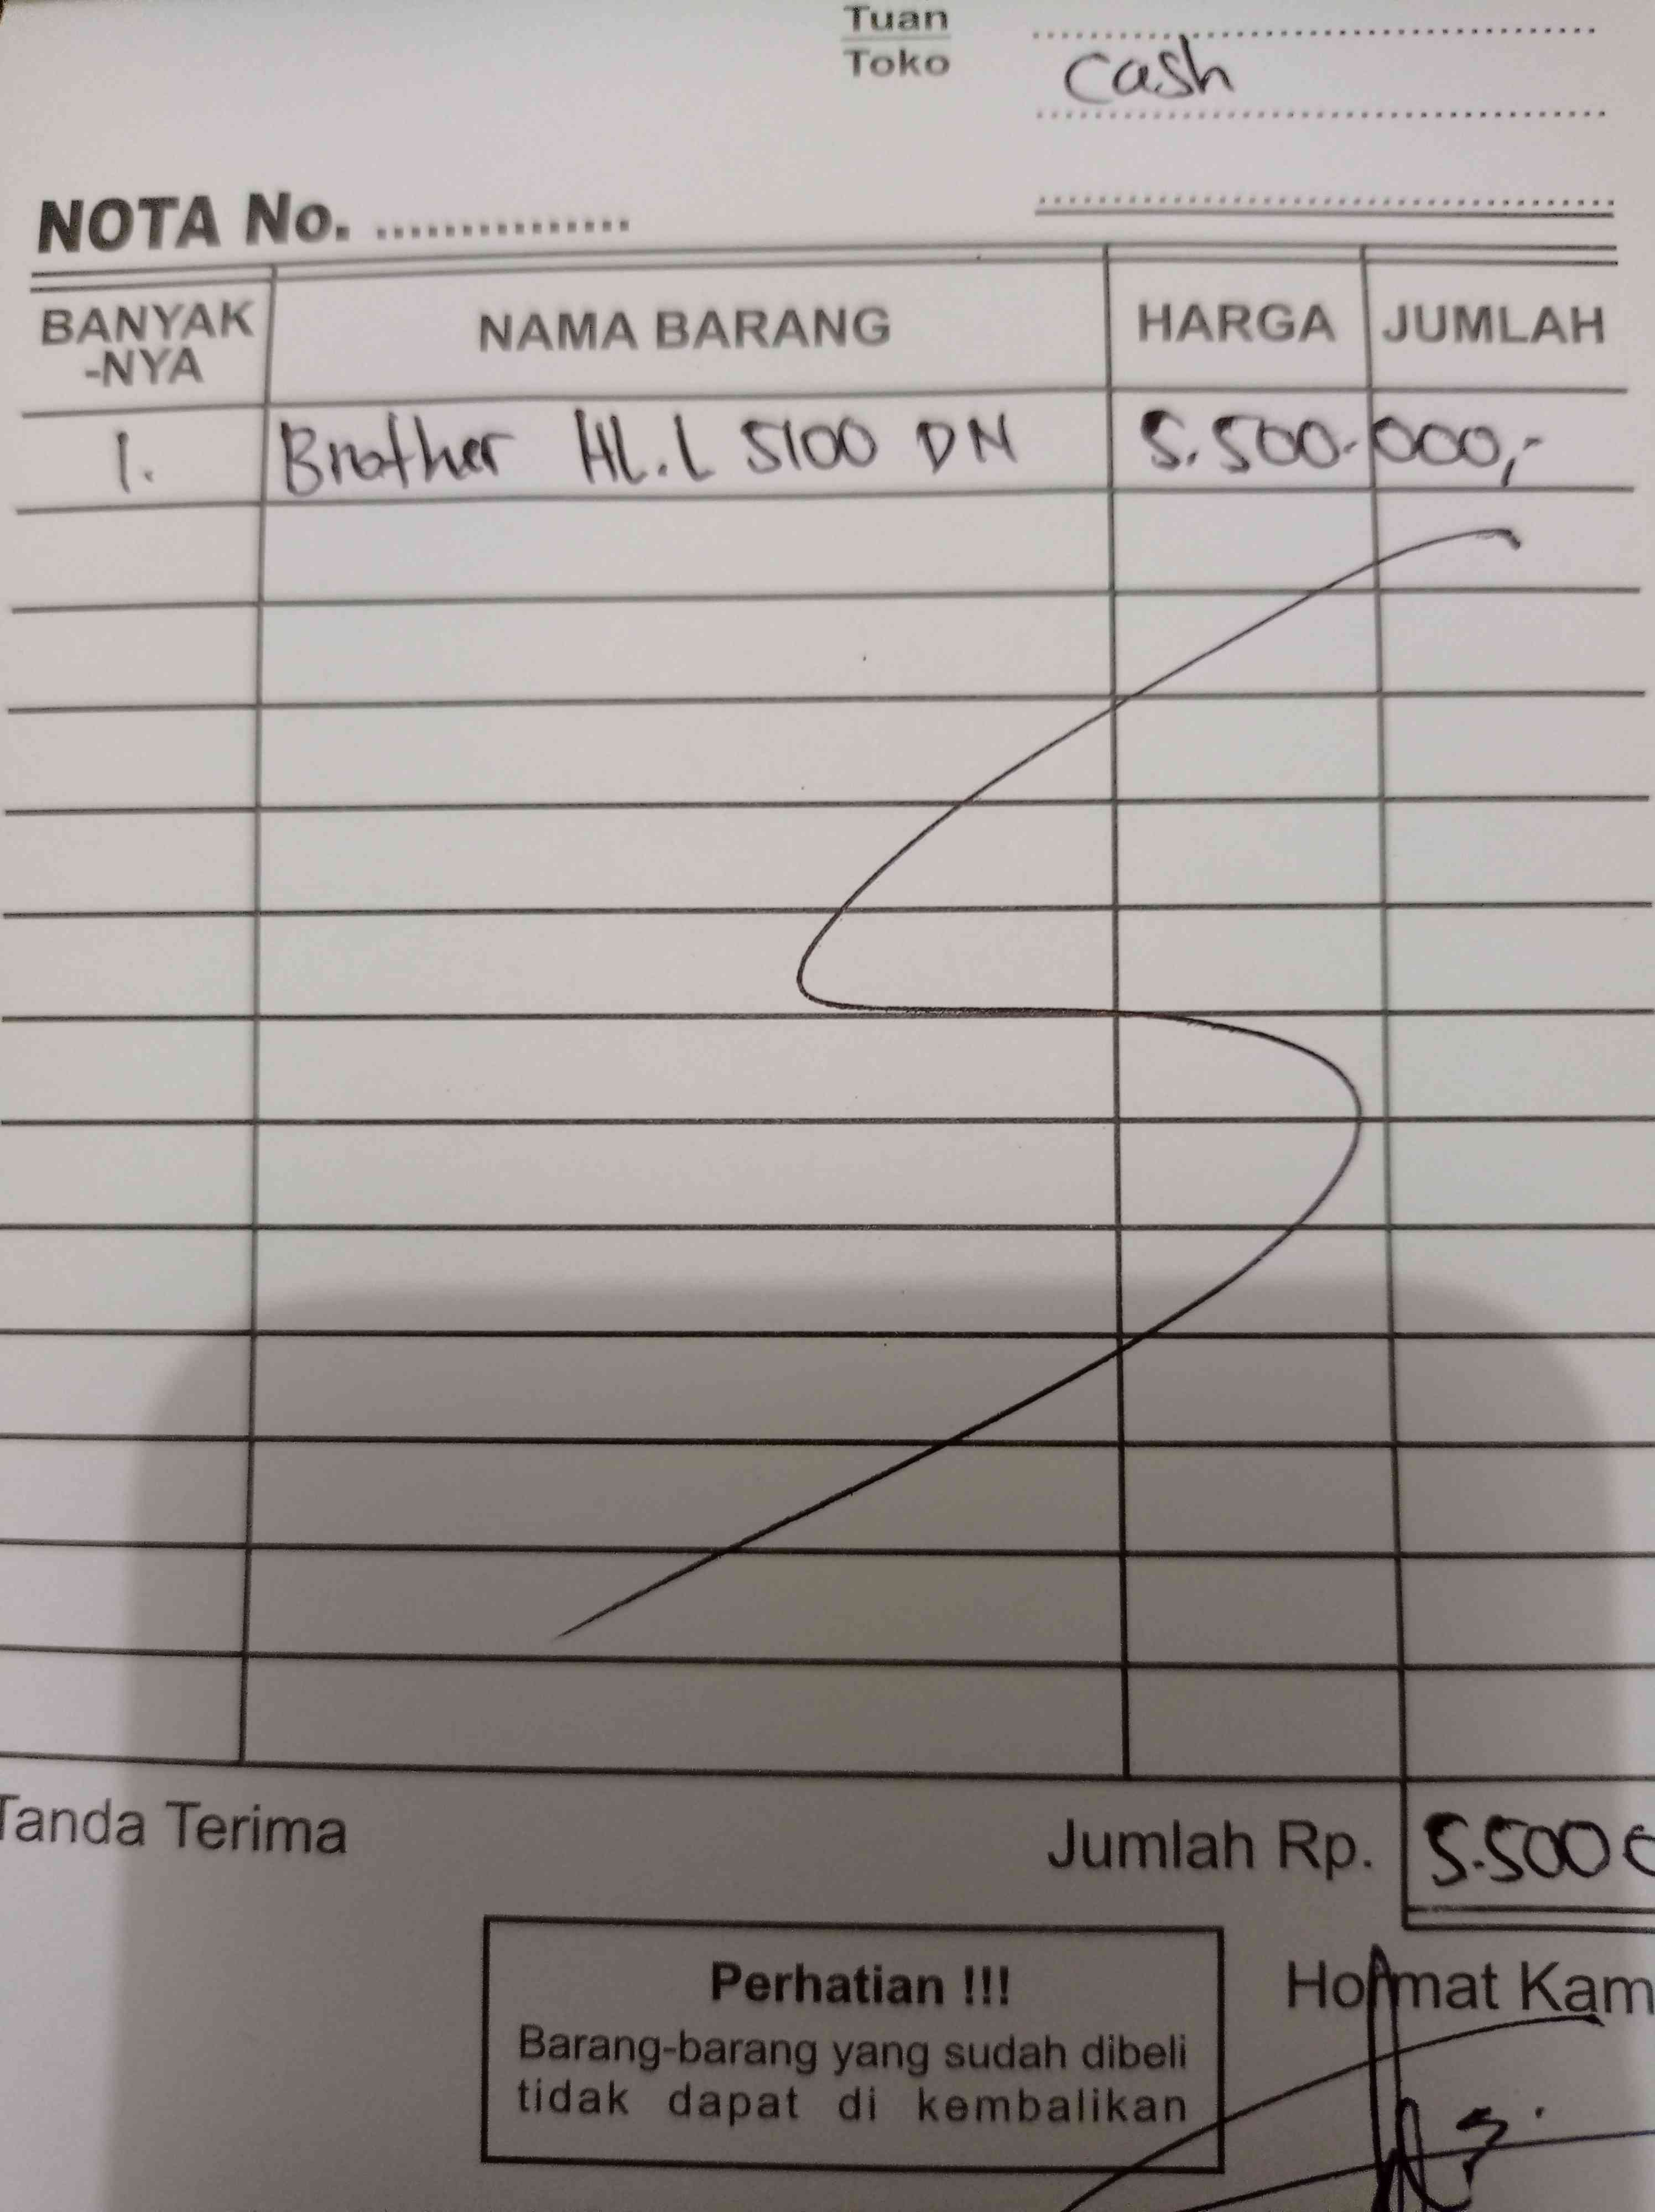 Tuan
Toko
Cash
NOTA No. ...............
BANYAK-NYA NAMA BARANG HARGA JUMLAH
1. Brother HL.L 5100 DN 5.500.000,-
Tanda Terima Jumlah Rp. 5.500
Perhatian !!! Hormat Kam
Barang-barang yang sudah dibeli
tidak dapat di kembalikan